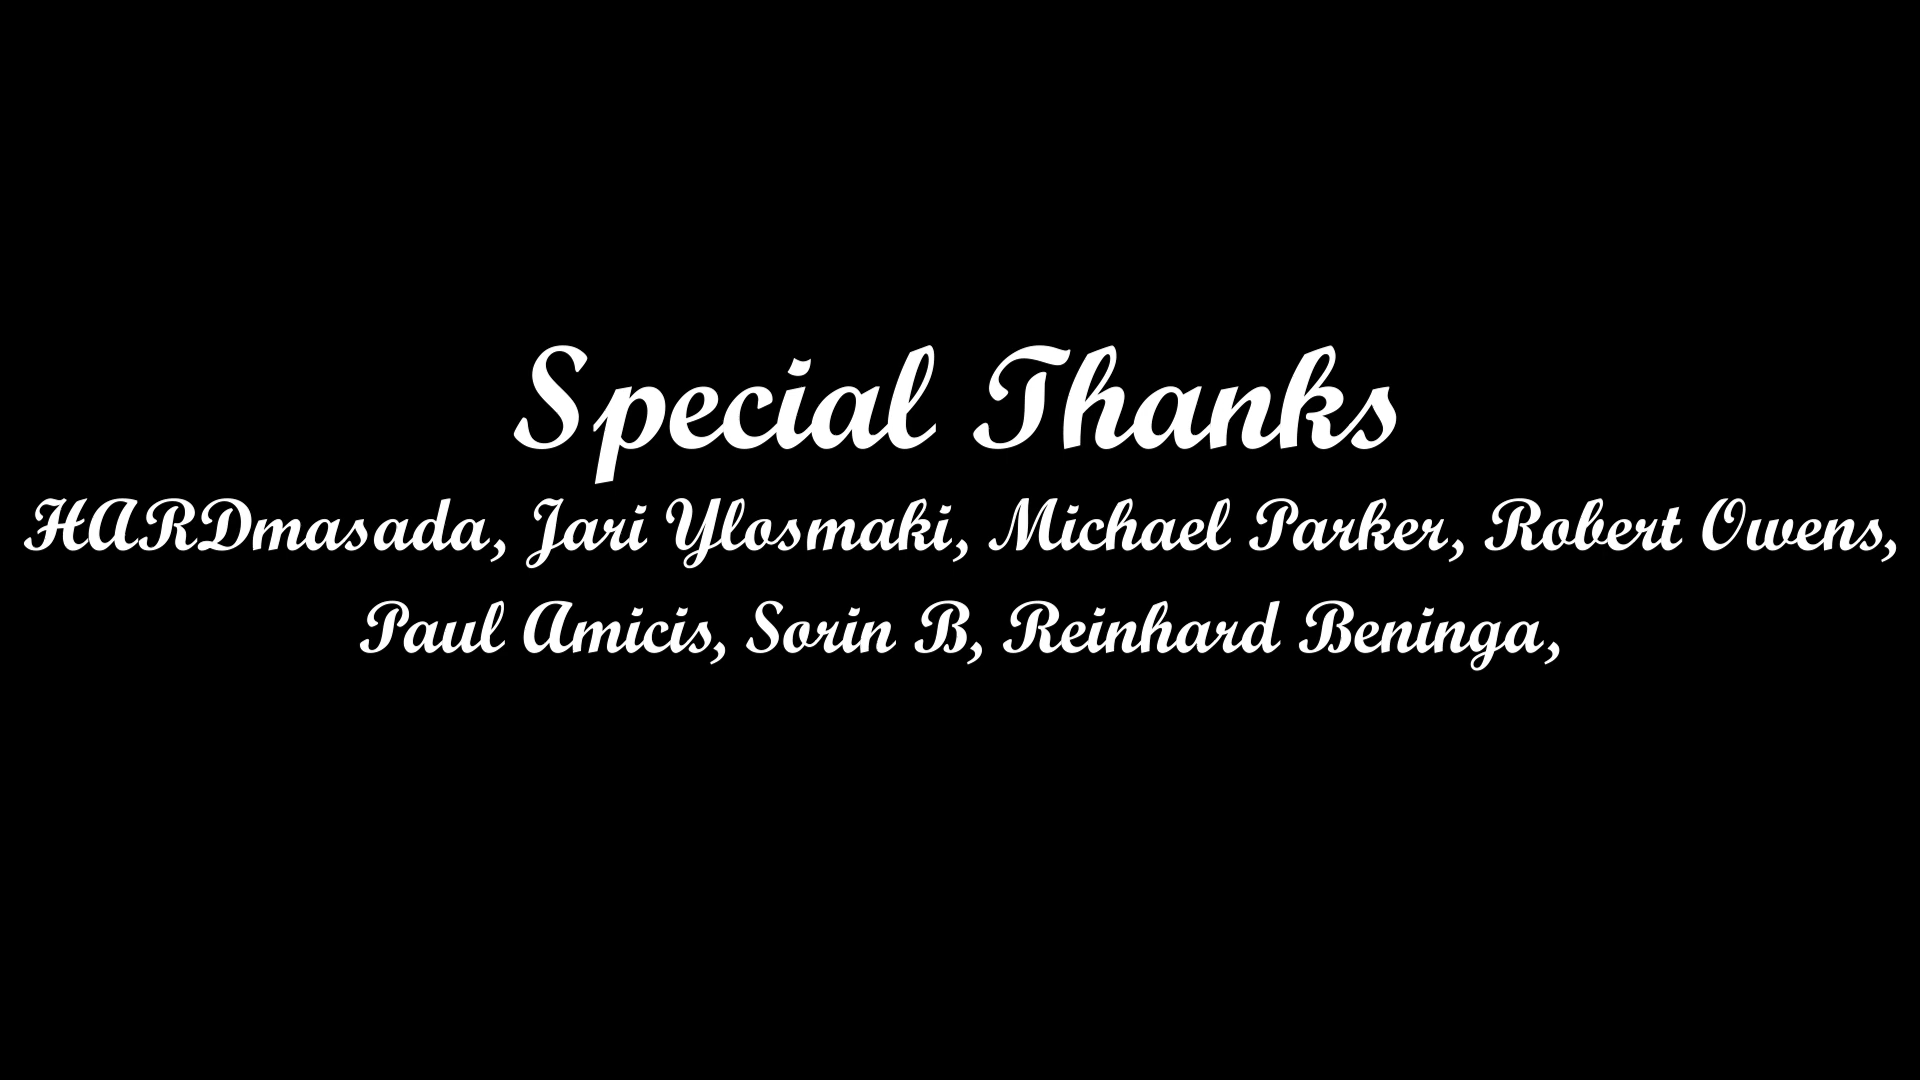 Special Thanks
HARDmasada, Jari Ylosmaki, Michael Parker, Robert Owens,
Paul Amicis, Sorin B, Reinhard Beninga,